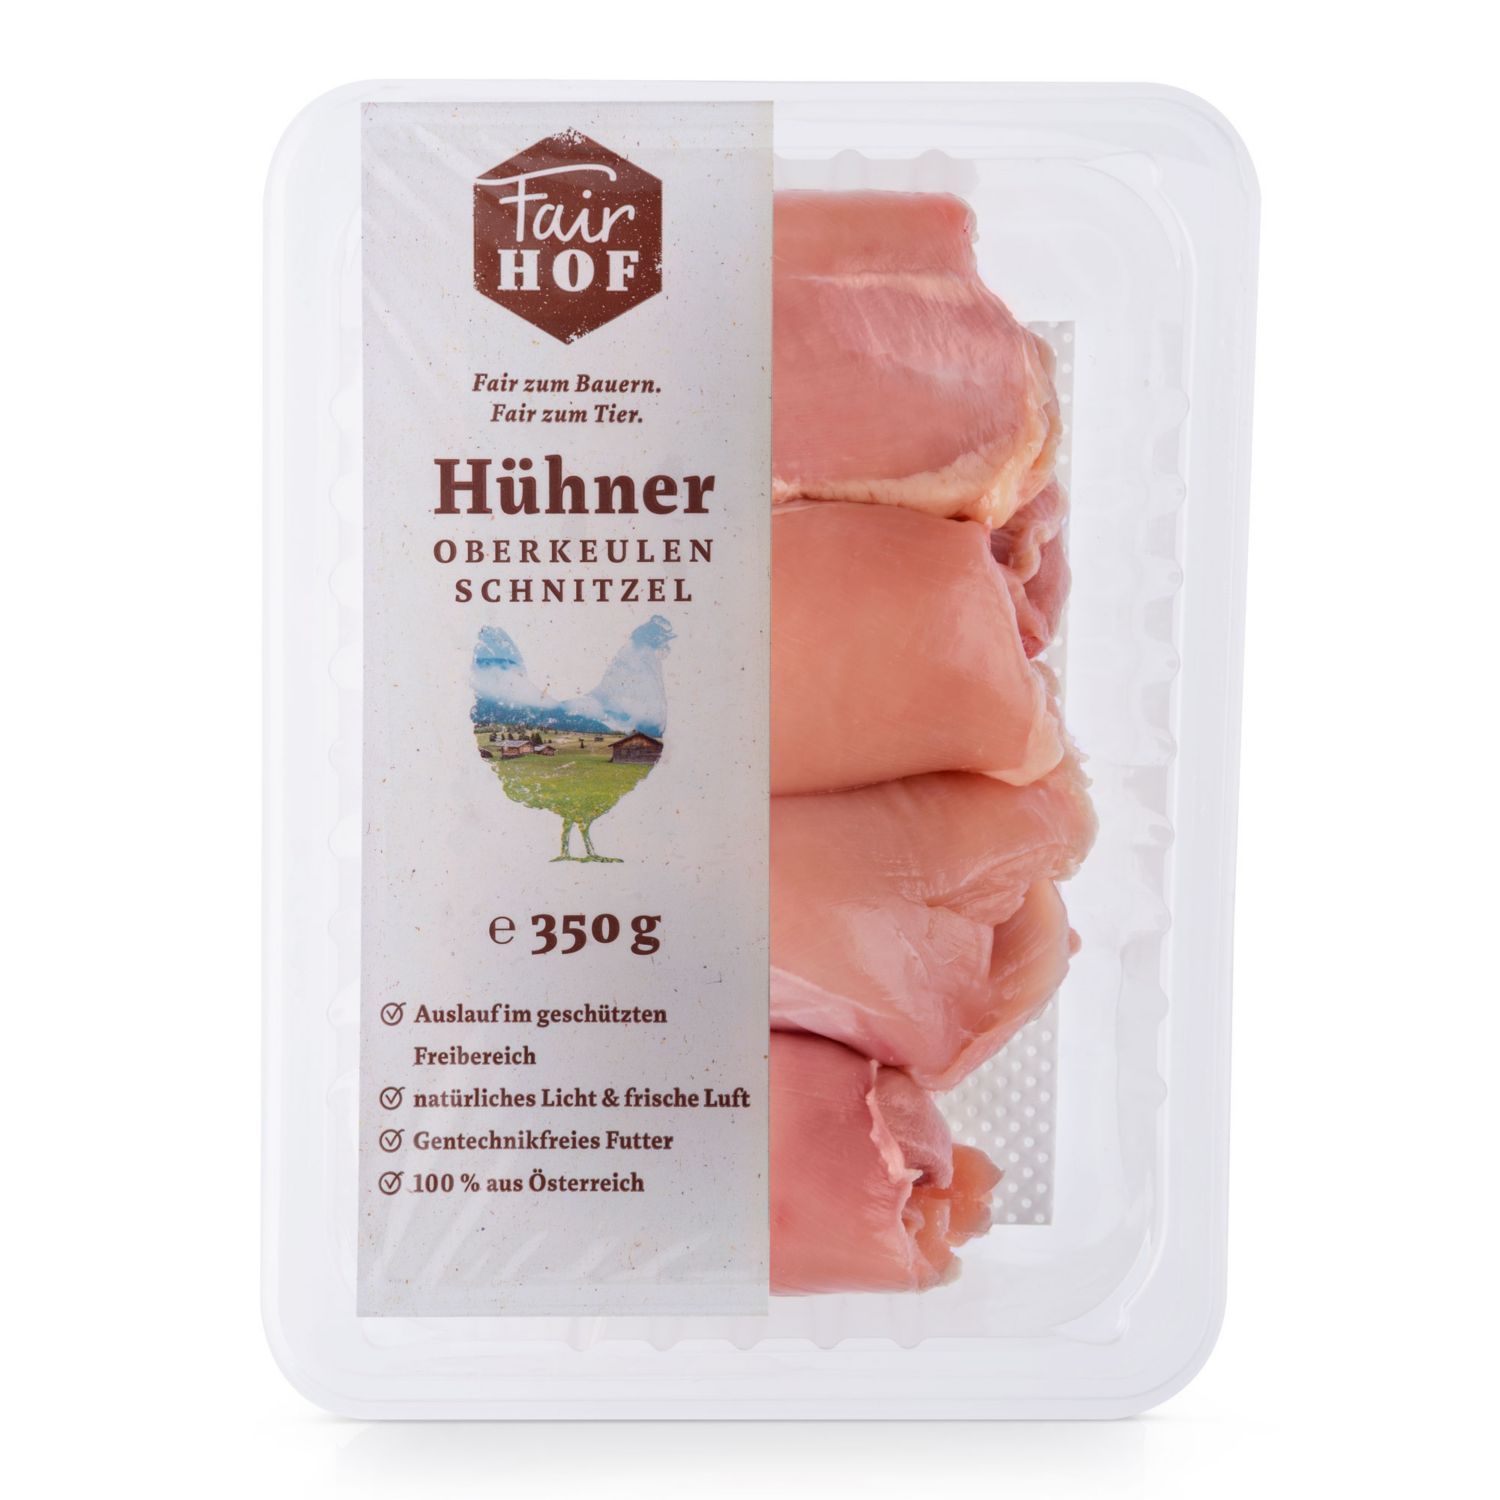 Fair
HOF
Fair zum Bauern.
Fair zum Tier.
Hühner
OBERKEULEN
SCHNITZEL
℮ 350 g
Auslauf im geschützten
Freibereich
natürliches Licht & frische Luft
Gentechnikfreies Futter
100 % aus Österreich